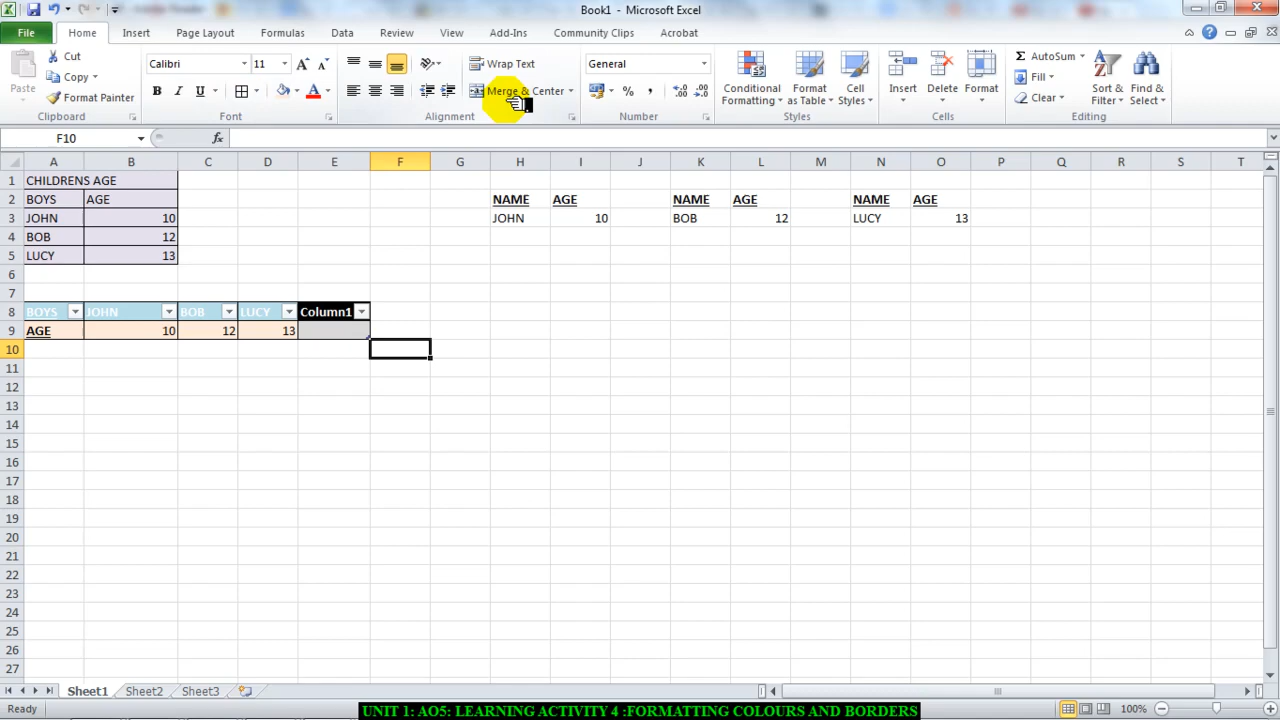 Book1 - Microsoft Excel
File Home Insert Page Layout Formulas Data Review View Add-Ins Community Clips Acrobat
Paste
Cut
Copy
Format Painter
Calibri 11
B I U
Wrap Text
Merge & Center
General
% ,
Conditional Formatting
Format as Table
Cell Styles
Insert
Delete
Format
AutoSum
Fill
Clear
Sort & Filter
Find & Select
Clipboard Font Alignment Number Styles Cells Editing
F10 fx
A B C D E F G H I J K L M N O P Q R S T
1 CHILDRENS AGE
2 BOYS AGE NAME AGE NAME AGE NAME AGE
3 JOHN 10 JOHN 10 BOB 12 LUCY 13
4 BOB 12
5 LUCY 13
6
7
8 BOYS JOHN BOB LUCY Column1
9 AGE 10 12 13
10
11
12
13
14
15
16
17
18
19
20
21
22
23
24
25
26
27
Sheet1 Sheet2 Sheet3
Ready 100%
UNIT 1: AO5: LEARNING ACTIVITY 4 :FORMATTING COLOURS AND BORDERS